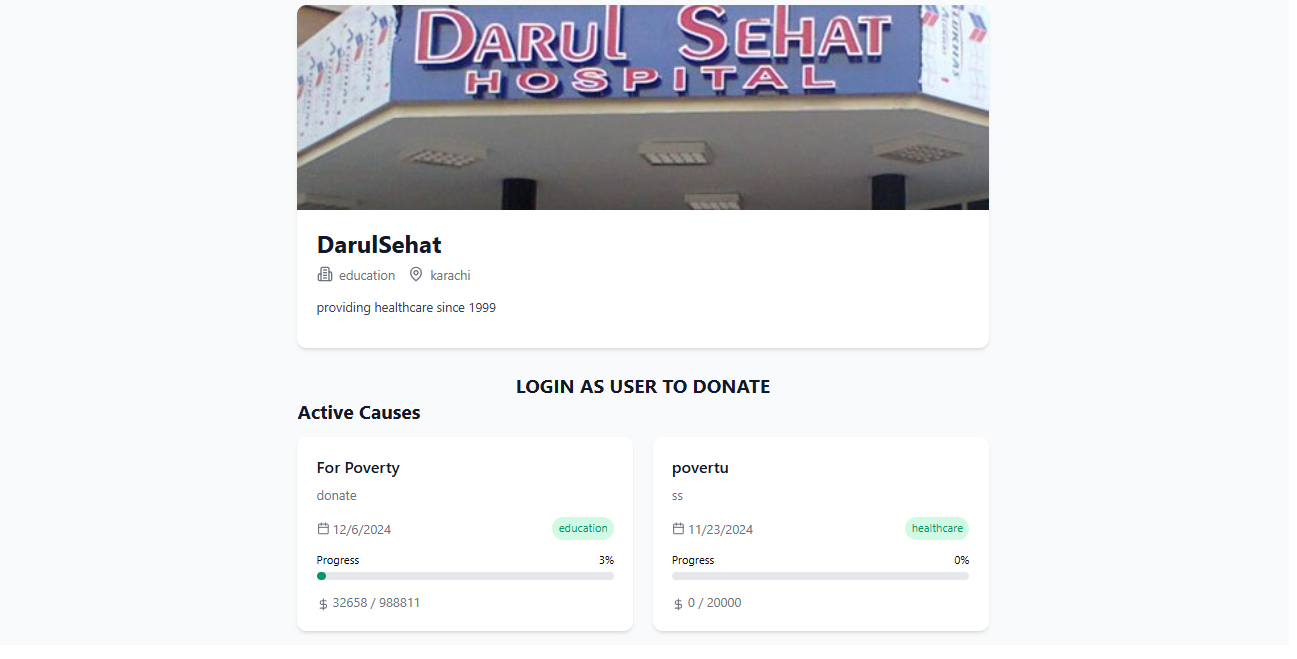 DARUL SEHAT
HOSPITAL
DarulSehat
education karachi
providing healthcare since 1999
LOGIN AS USER TO DONATE
Active Causes
For Poverty
donate
12/6/2024 education
Progress 3%
$ 32658 / 988811
povertu
ss
11/23/2024 healthcare
Progress 0%
$ 0 / 20000